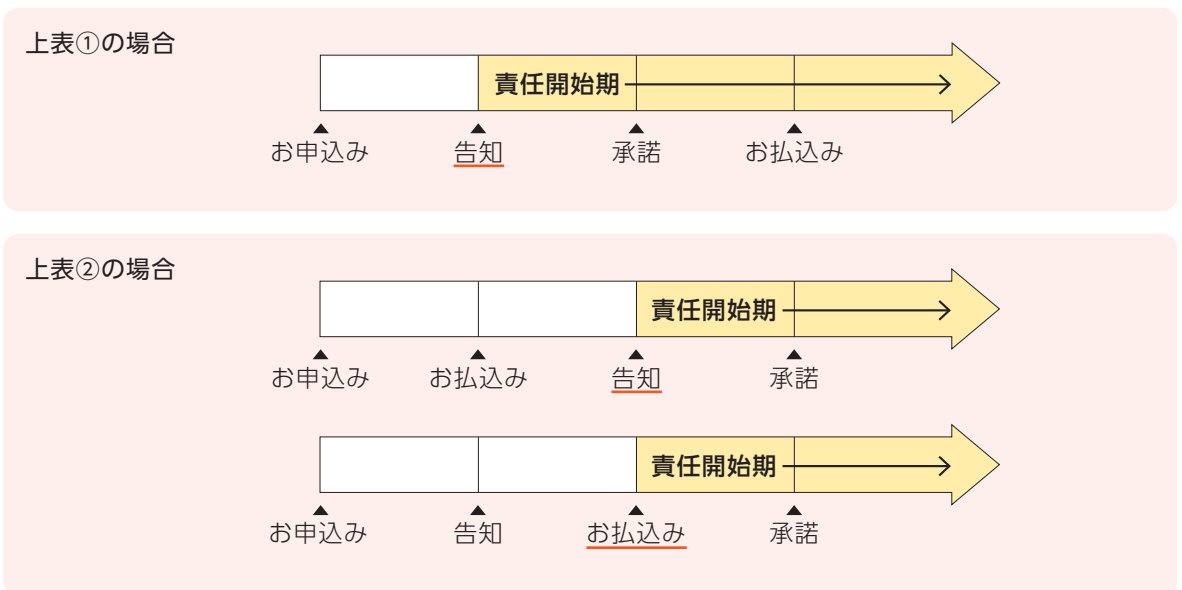 上表①の場合
責任開始期
お申込み 告知 承諾 お払込み
上表②の場合
責任開始期
お申込み お払込み 告知 承諾
責任開始期
お申込み 告知 お払込み 承諾